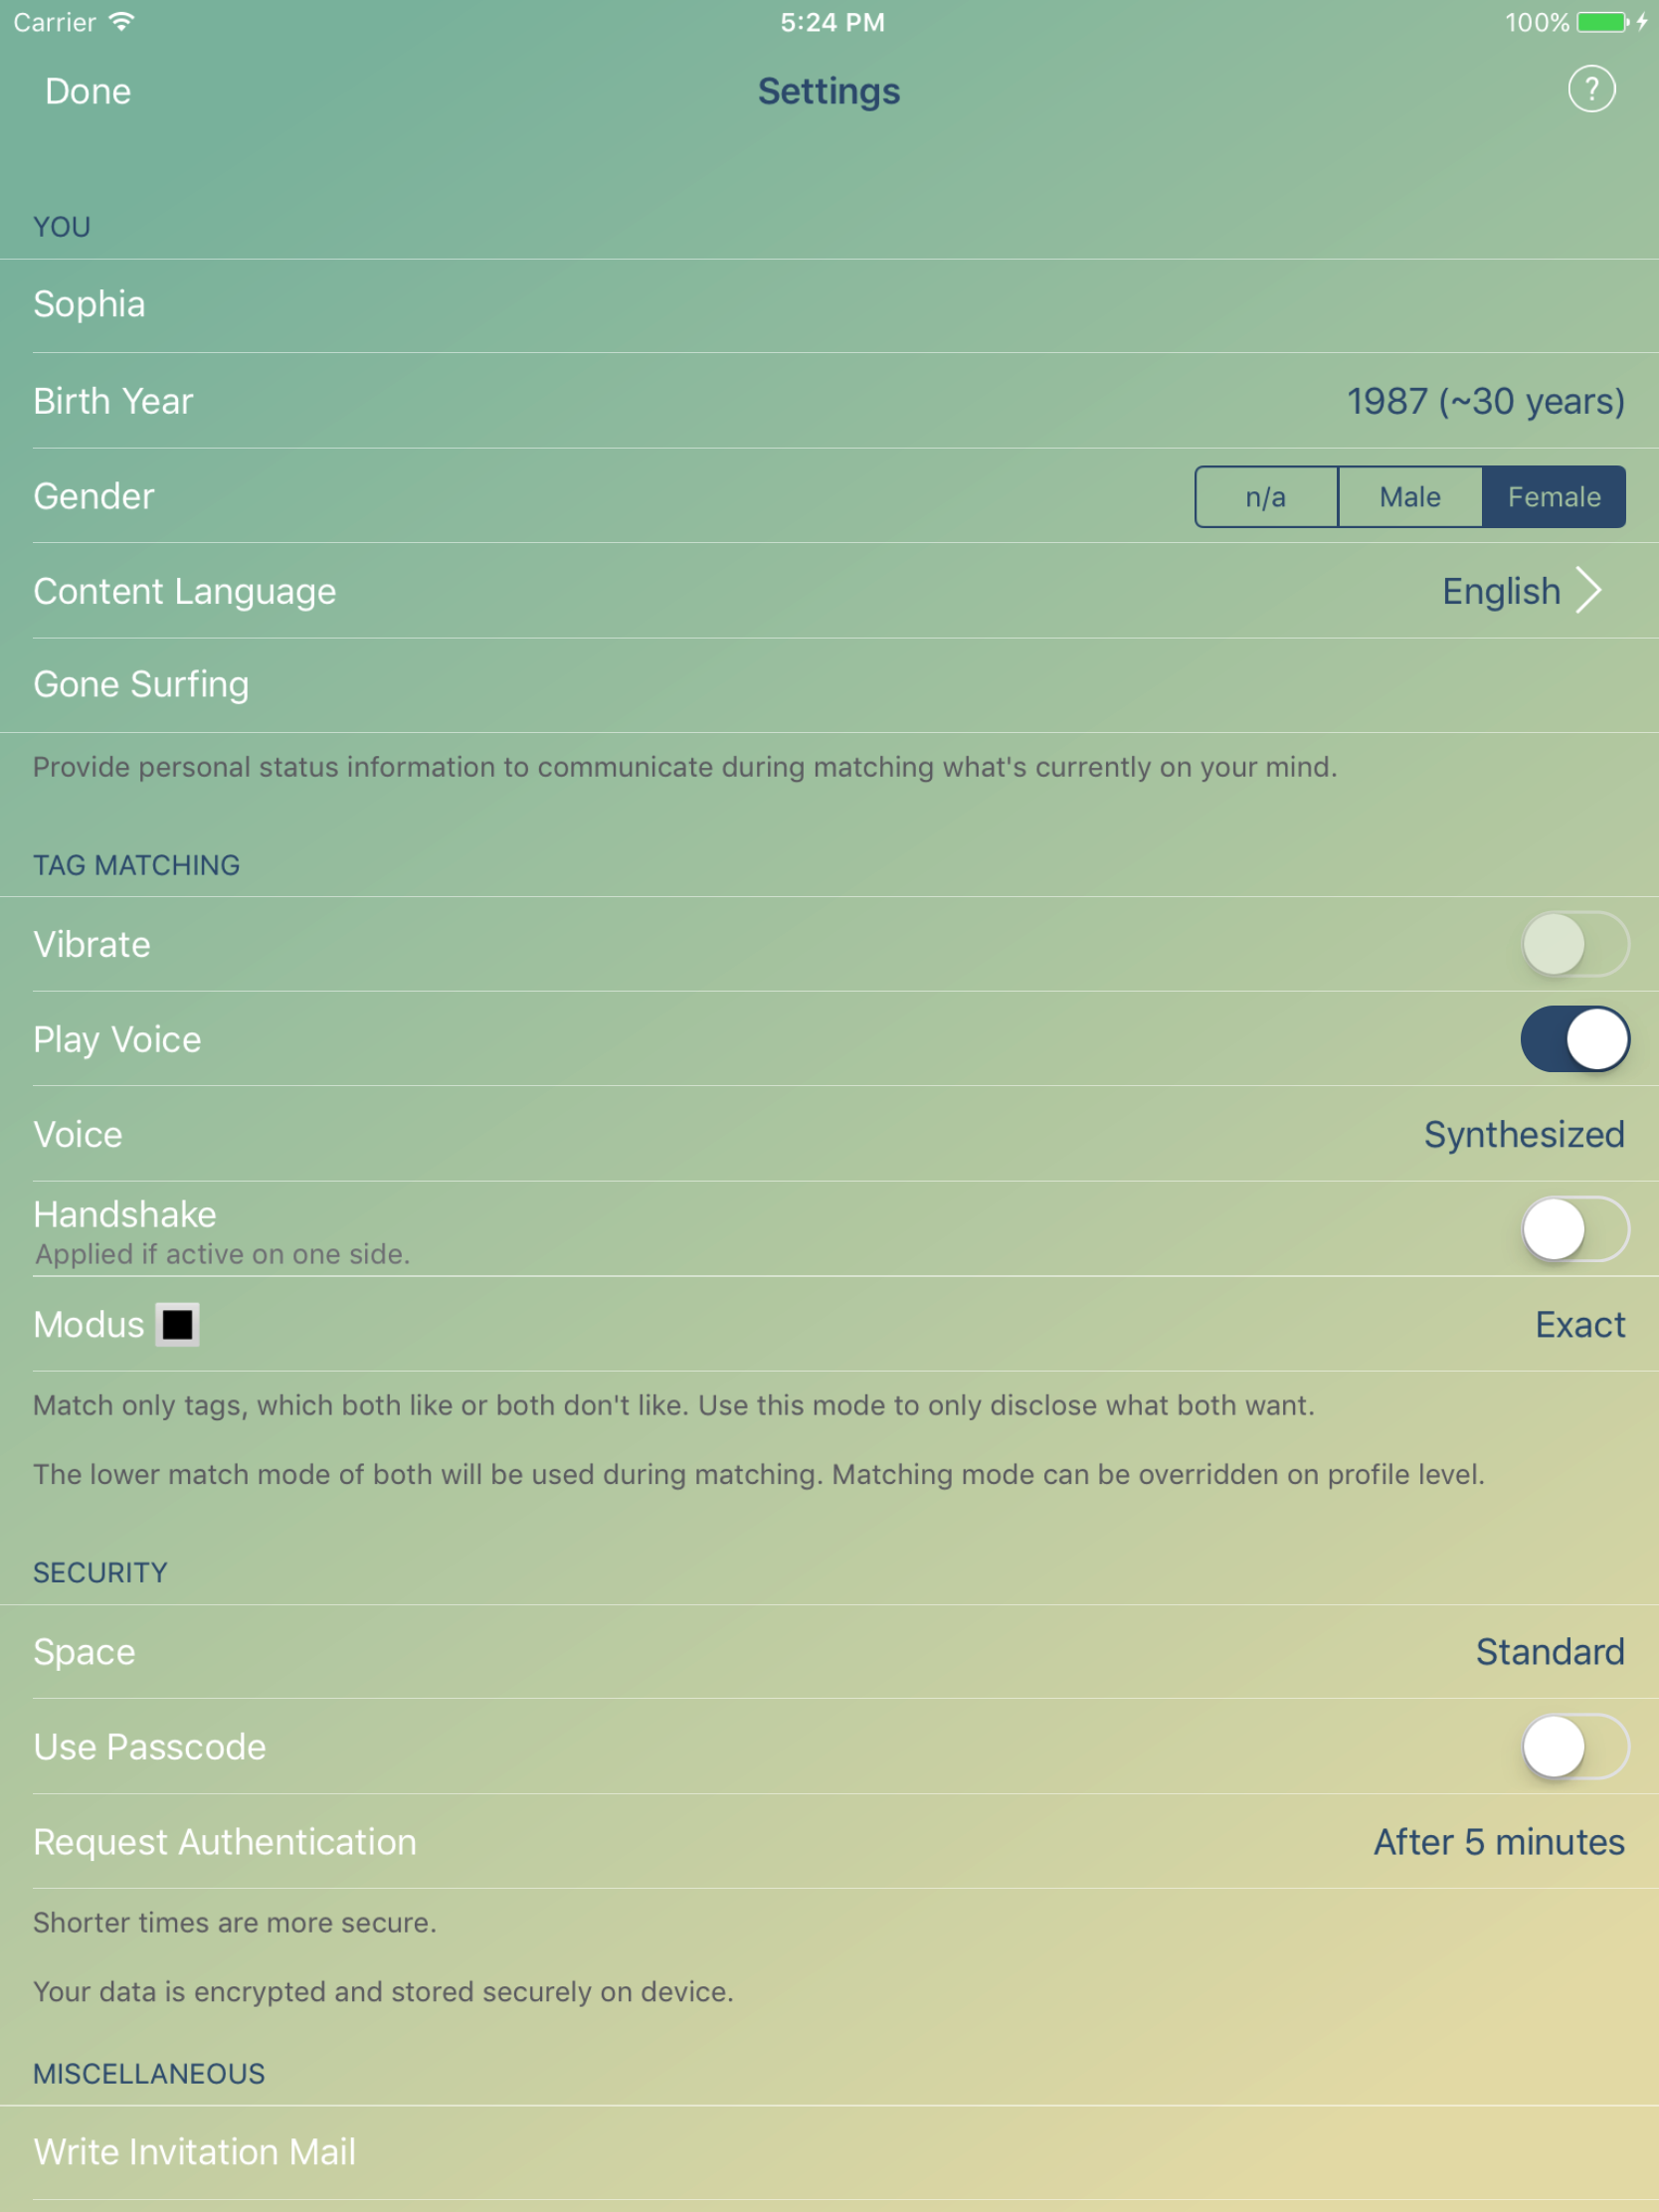 Carrier
5:24 PM
100%
Done
Settings
?
YOU
Sophia
Birth Year
1987 (~30 years)
Gender
n/a
Male
Female
Content Language
English
Gone Surfing
Provide personal status information to communicate during matching what's currently on your mind.
TAG MATCHING
Vibrate
Play Voice
Voice
Synthesized
Handshake
Applied if active on one side.
Modus
Exact
Match only tags, which both like or both don't like. Use this mode to only disclose what both want.
The lower match mode of both will be used during matching. Matching mode can be overridden on profile level.
SECURITY
Space
Standard
Use Passcode
Request Authentication
After 5 minutes
Shorter times are more secure.
Your data is encrypted and stored securely on device.
MISCELLANEOUS
Write Invitation Mail